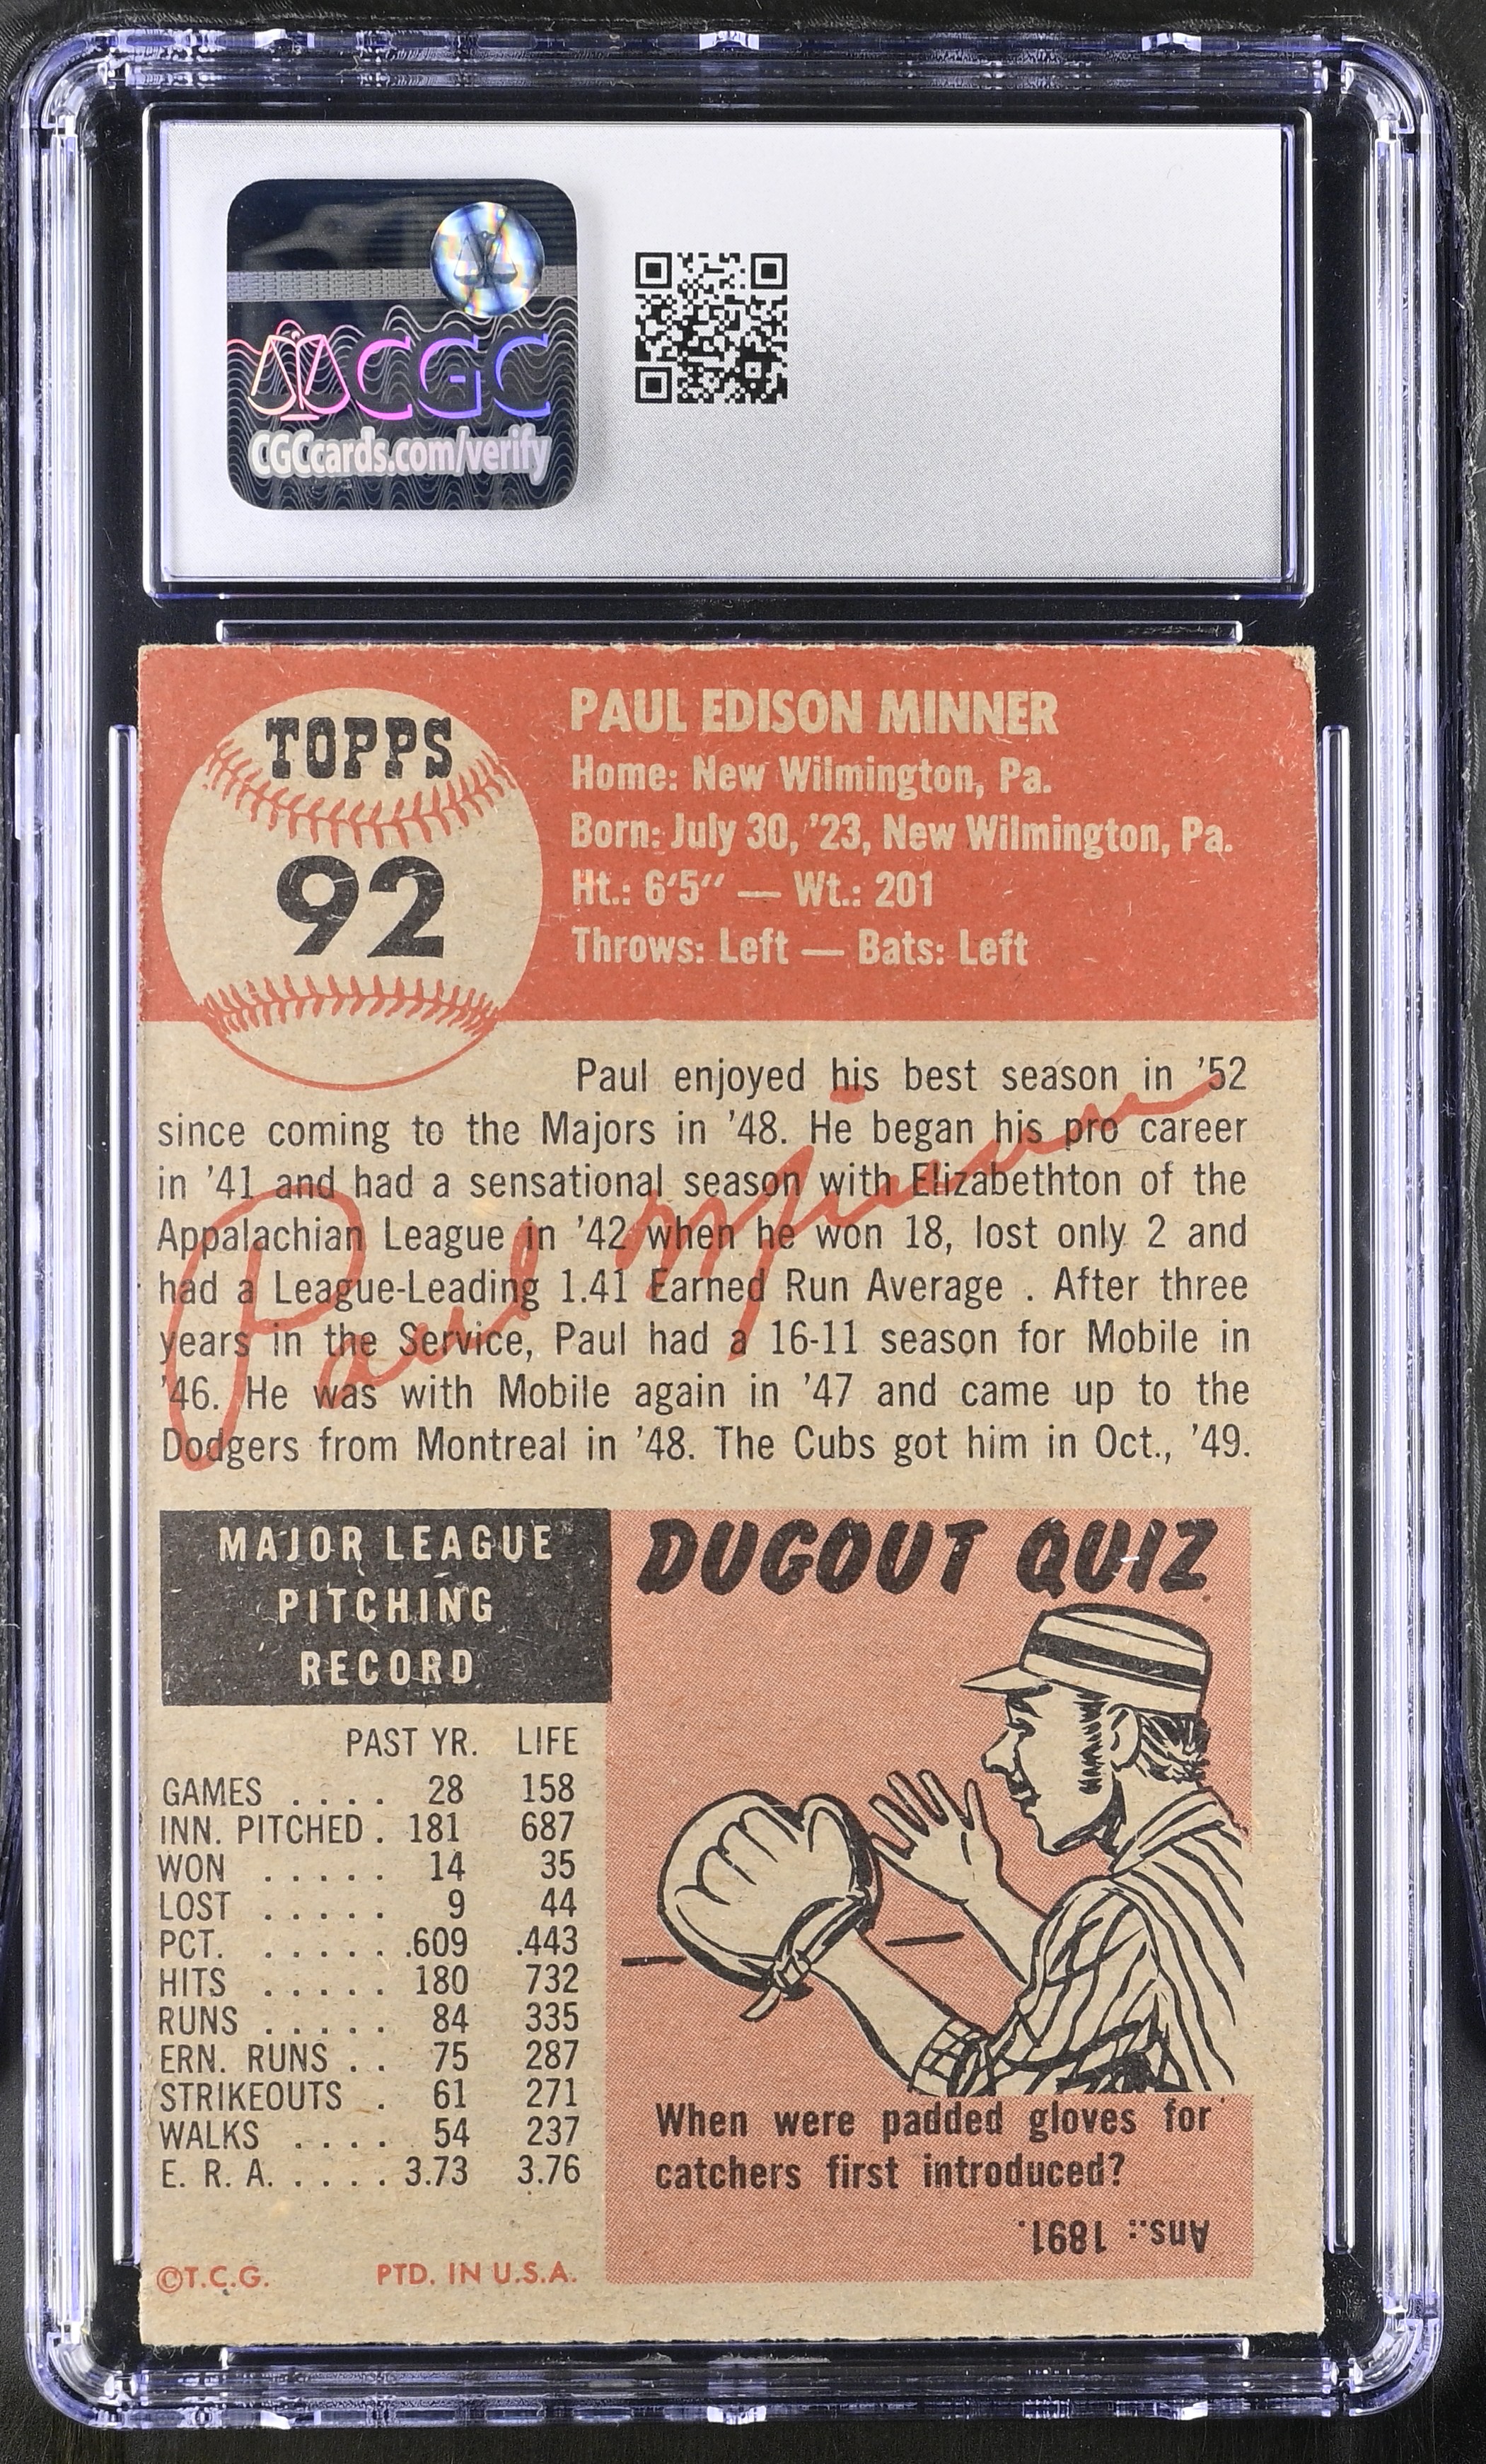 CGC
CGCcards.com/verify
TOPPS
92
PAUL EDISON MINNER
Home: New Wilmington, Pa.
Born: July 30, '23, New Wilmington, Pa.
Ht.: 6'5" — Wt.: 201
Throws: Left — Bats: Left
Paul enjoyed his best season in '52
since coming to the Majors in '48. He began his pro career
in '41 and had a sensational season with Elizabethton of the
Appalachian League in '42 when he won 18, lost only 2 and
had a League-Leading 1.41 Earned Run Average . After three
years in the Service, Paul had a 16-11 season for Mobile in
'46. He was with Mobile again in '47 and came up to the
Dodgers from Montreal in '48. The Cubs got him in Oct., '49.
Paul Minner
MAJOR LEAGUE
PITCHING
RECORD
PAST YR. LIFE
GAMES .... 28 158
INN. PITCHED . 181 687
WON ..... 14 35
LOST ..... 9 44
PCT. ...... .609 .443
HITS ..... 180 732
RUNS ..... 84 335
ERN. RUNS .. 75 287
STRIKEOUTS . 61 271
WALKS .... 54 237
E. R. A. ..... 3.73 3.76
©T.C.G. PTD. IN U.S.A.
DUGOUT QUIZ
When were padded gloves for
catchers first introduced?
Ans.: 1891.